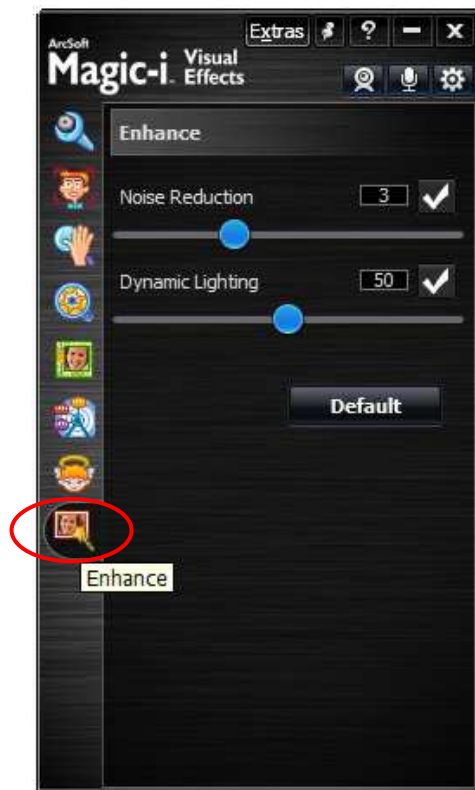 Extras ? – x
ArcSoft
Magic-i. Visual Effects
Enhance
Noise Reduction 3
Dynamic Lighting 50
Default
Enhance